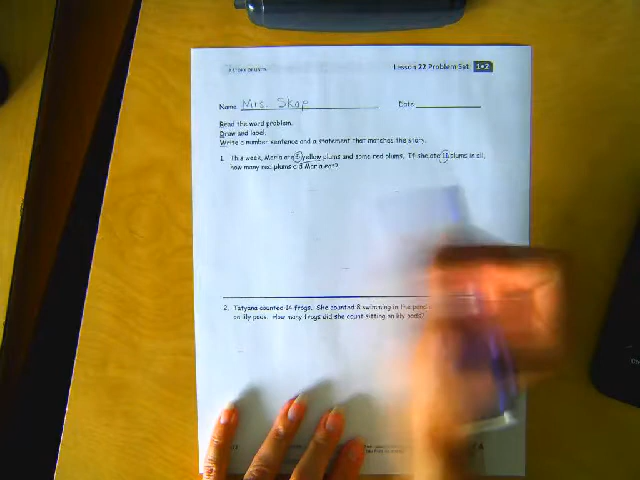 A STORY OF UNITS
Lesson 22 Problem Set 1•2
Name Mrs. Skop Date
Read the word problem.
Draw and label.
Write a number sentence and a statement that matches the story.
1. This week, Maria ate 5 yellow plums and some red plums. If she ate 11 plums in all,
how many red plums did Maria eat?
2. Tatyana counted 14 frogs. She counted 8 swimming in the pond
on lily pads. How many frogs did she count sitting on lily pads?